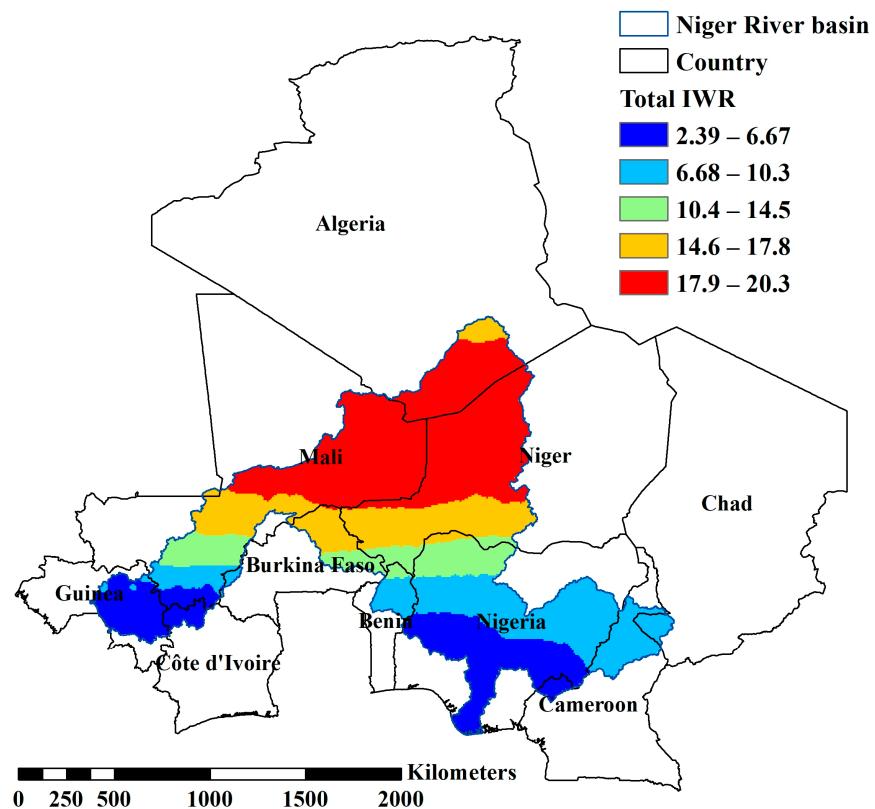 Niger River basin
Country
Total IWR
2.39 – 6.67
6.68 – 10.3
10.4 – 14.5
14.6 – 17.8
17.9 – 20.3
Algeria
Mali
Niger
Chad
Guinea
Burkina Faso
Benin
Nigeria
Côte d'Ivoire
Cameroon
Kilometers
0 250 500 1000 1500 2000